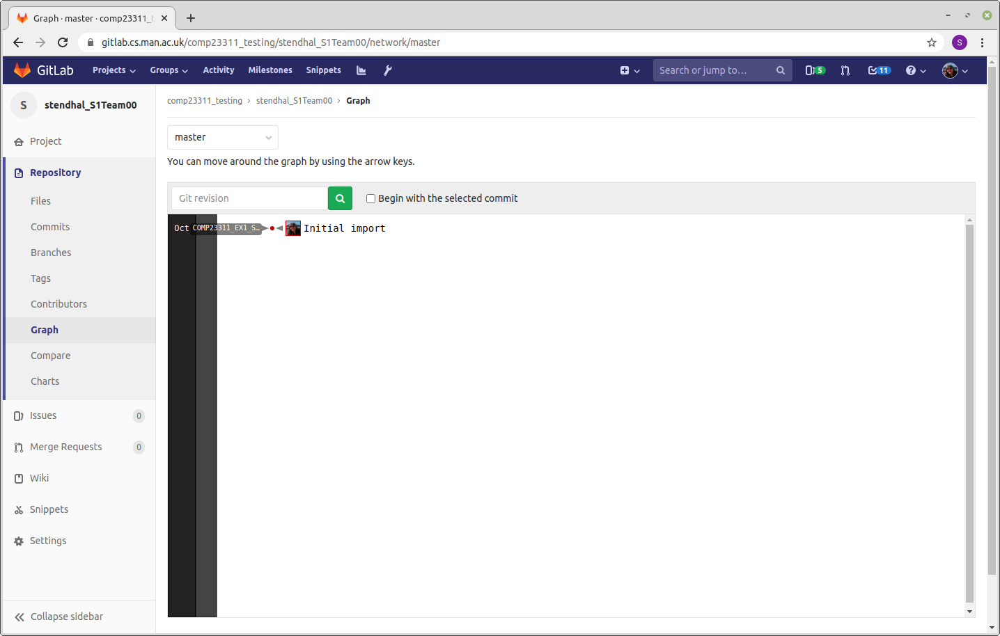 Graph · master · comp23311_t
gitlab.cs.man.ac.uk/comp23311_testing/stendhal_S1Team00/network/master
S
GitLab Projects Groups Activity Milestones Snippets Search or jump to… 5 11 ?
S stendhal_S1Team00
Project
Repository
Files
Commits
Branches
Tags
Contributors
Graph
Compare
Charts
Issues 0
Merge Requests 0
Wiki
Snippets
Settings
Collapse sidebar
comp23311_testing › stendhal_S1Team00 › Graph
master
You can move around the graph by using the arrow keys.
Git revision Begin with the selected commit
Oct COMP23311_EX1_S… Initial import